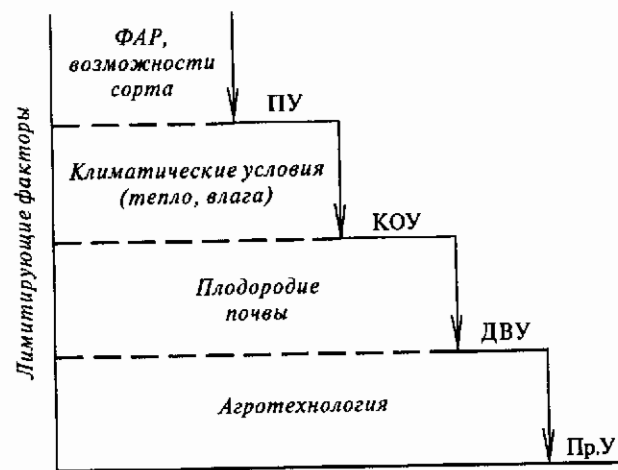 Лимитирующие факторы
ФАР,
возможности
сорта
ПУ
Климатические условия
(тепло, влага)
КОУ
Плодородие
почвы
ДВУ
Агротехнология
Пр.У